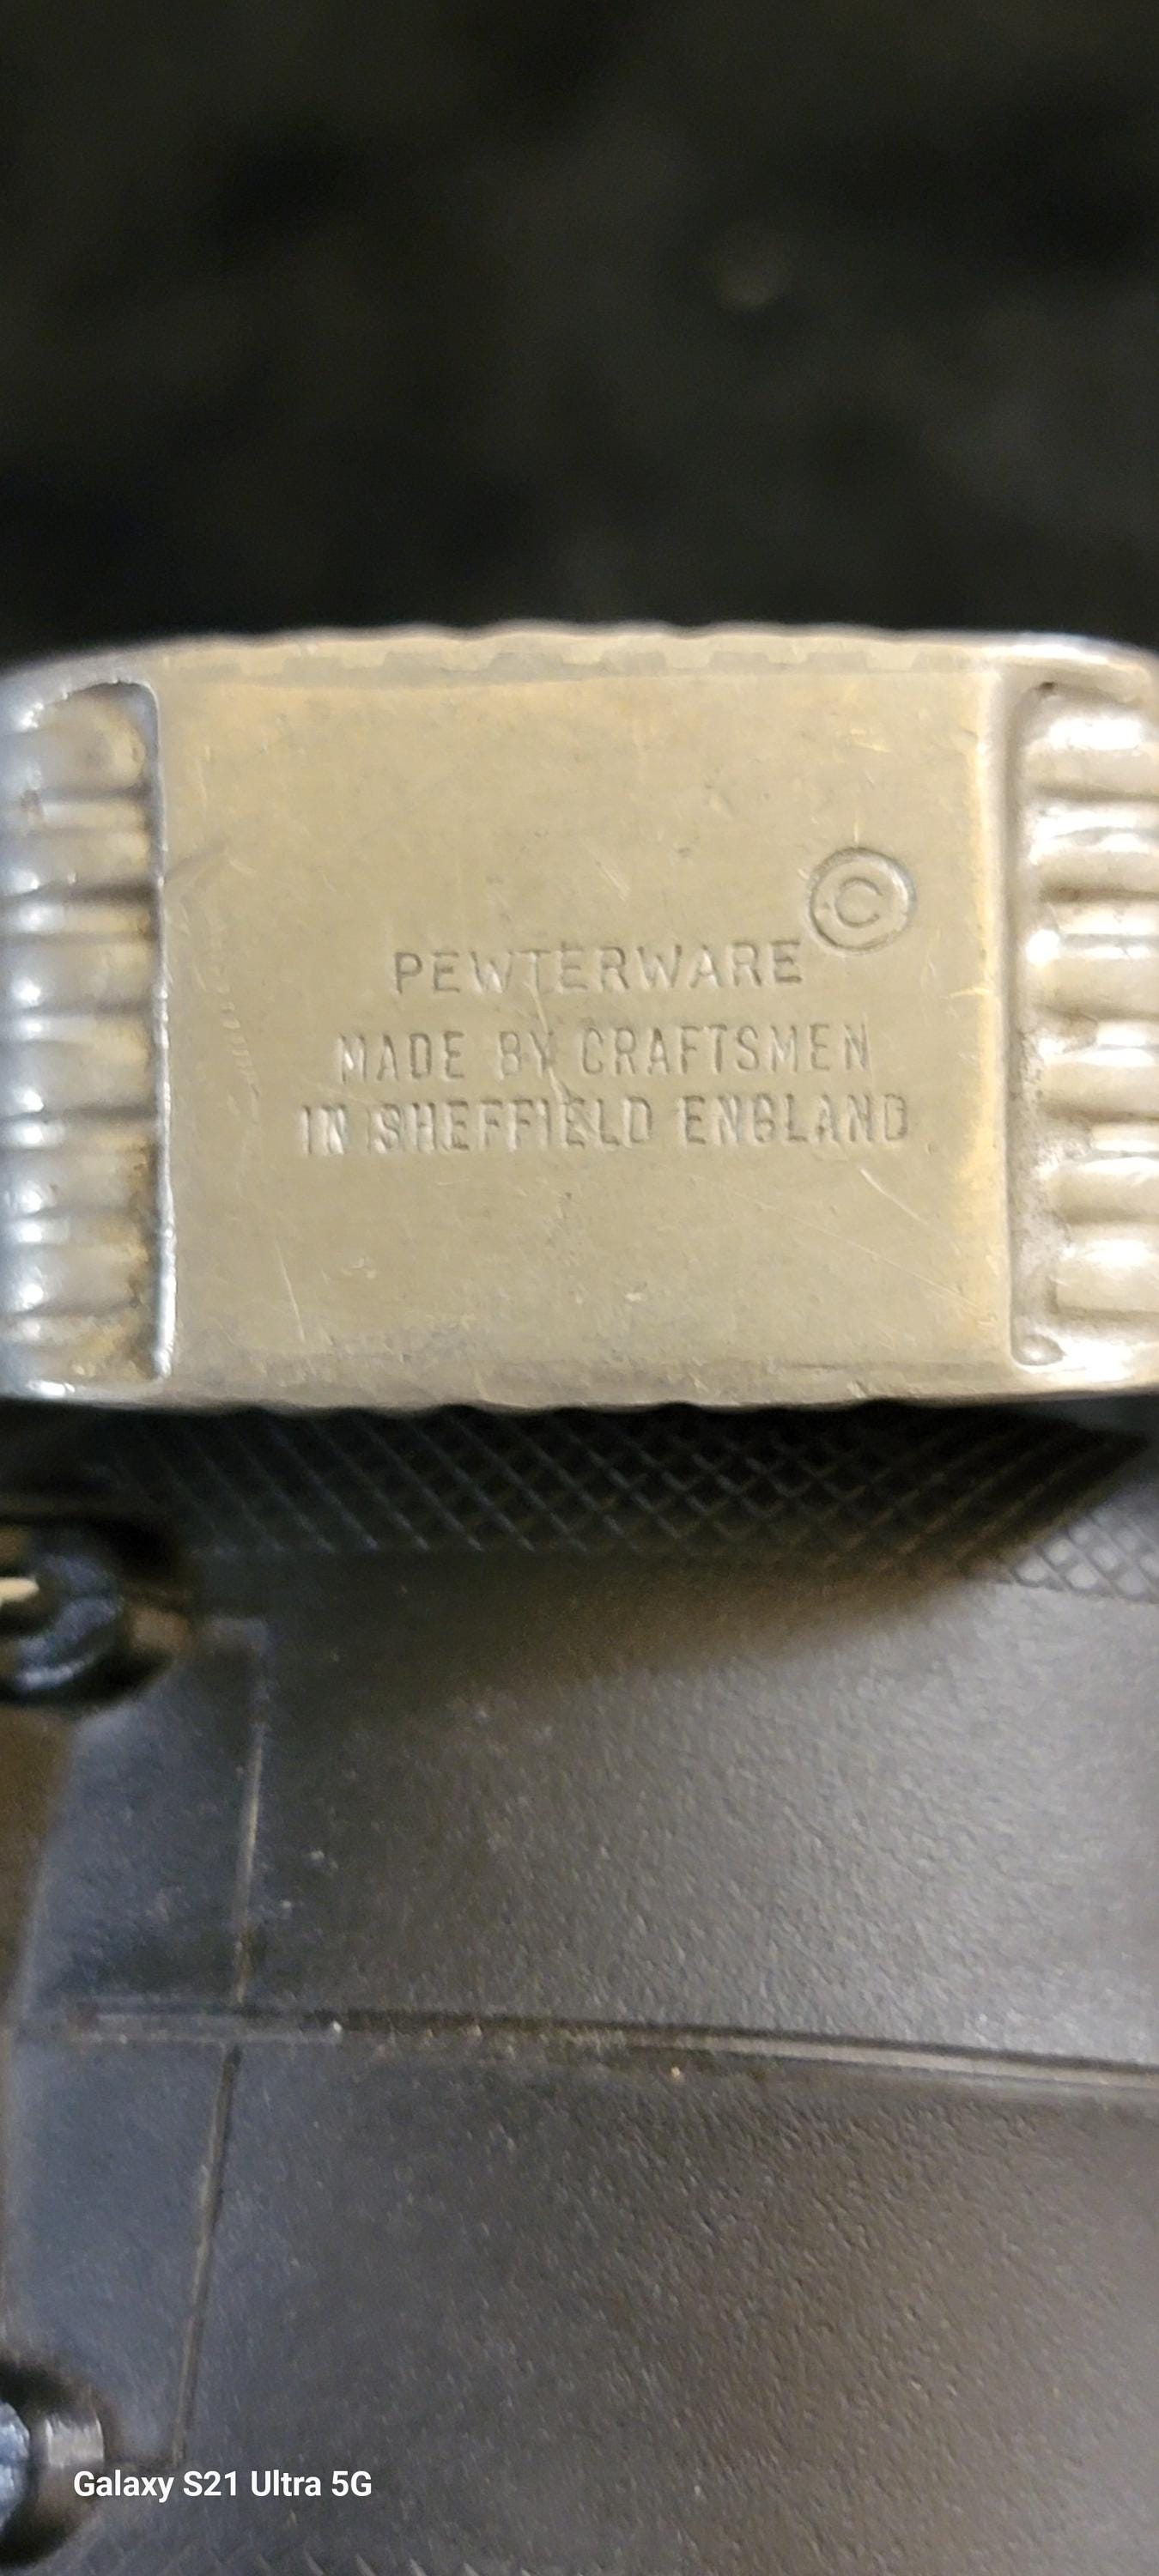 ©
PEWTERWARE
MADE BY CRAFTSMEN
IN SHEFFIELD ENGLAND
Galaxy S21 Ultra 5G